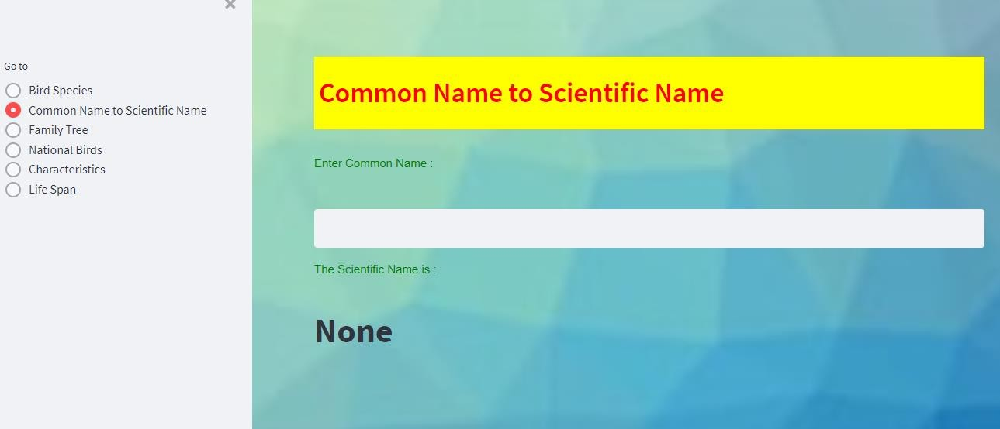 Go to
Bird Species
Common Name to Scientific Name
Family Tree
National Birds
Characteristics
Life Span
Common Name to Scientific Name
Enter Common Name :
The Scientific Name is :
None